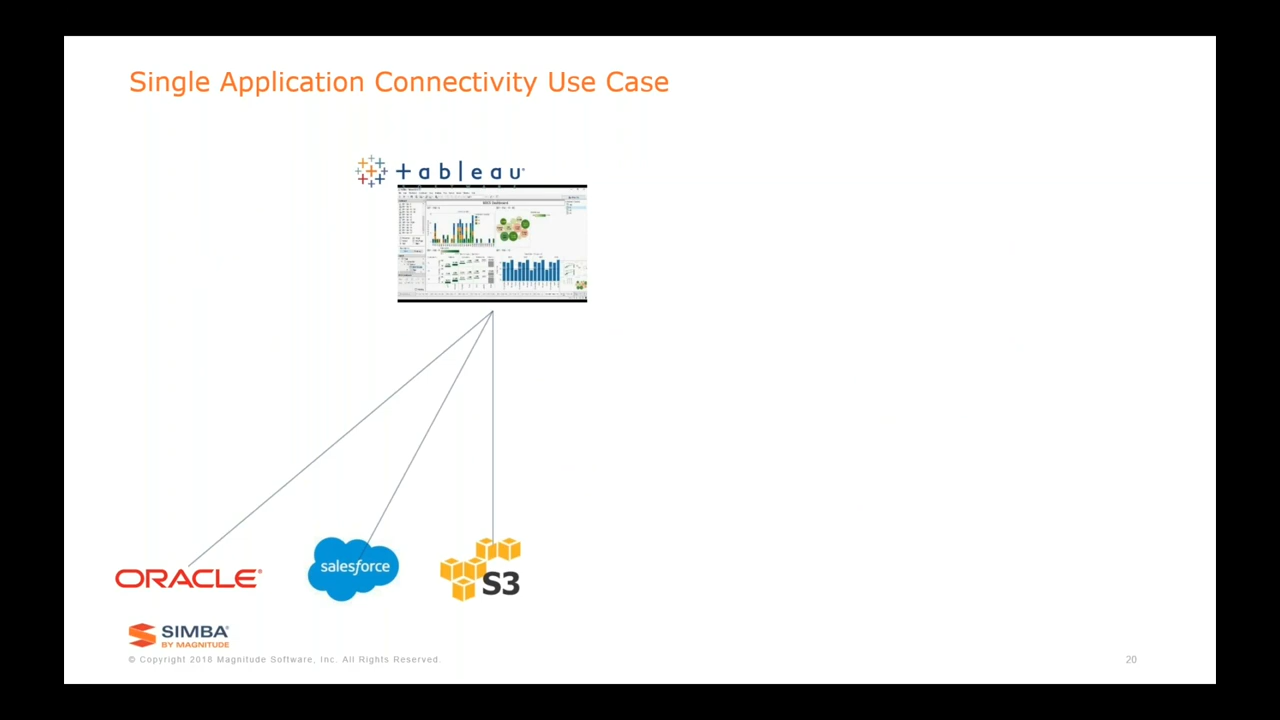 Single Application Connectivity Use Case
+ableau
ORACLE
salesforce
S3
SIMBA
BY MAGNITUDE
© Copyright 2018 Magnitude Software, Inc. All Rights Reserved.
20